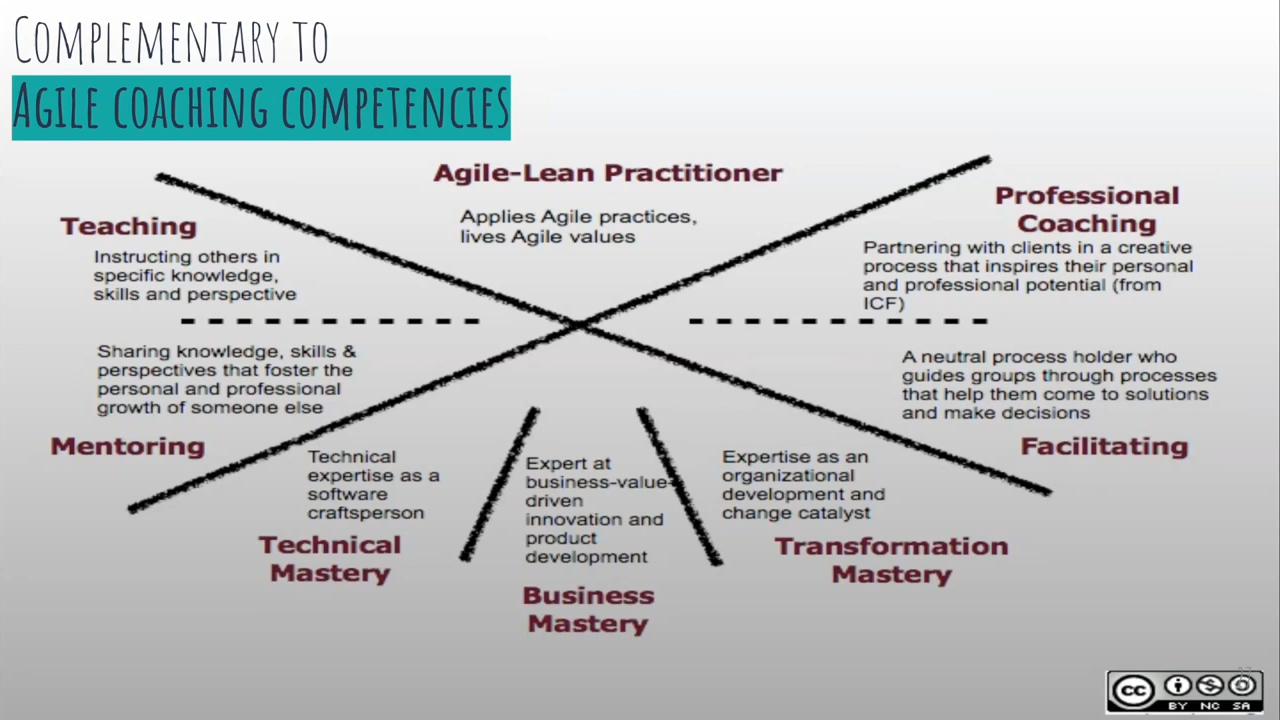 Complementary to
Agile coaching competencies
Agile-Lean Practitioner
Applies Agile practices,
lives Agile values
Teaching
Instructing others in
specific knowledge,
skills and perspective
Professional
Coaching
Partnering with clients in a creative
process that inspires their personal
and professional potential (from
ICF)
Sharing knowledge, skills &
perspectives that foster the
personal and professional
growth of someone else
Mentoring
A neutral process holder who
guides groups through processes
that help them come to solutions
and make decisions
Facilitating
Technical
expertise as a
software
craftsperson
Technical
Mastery
Expert at
business-value-
driven
innovation and
product
development
Business
Mastery
Expertise as an
organizational
development and
change catalyst
Transformation
Mastery
cc
BY NC SA